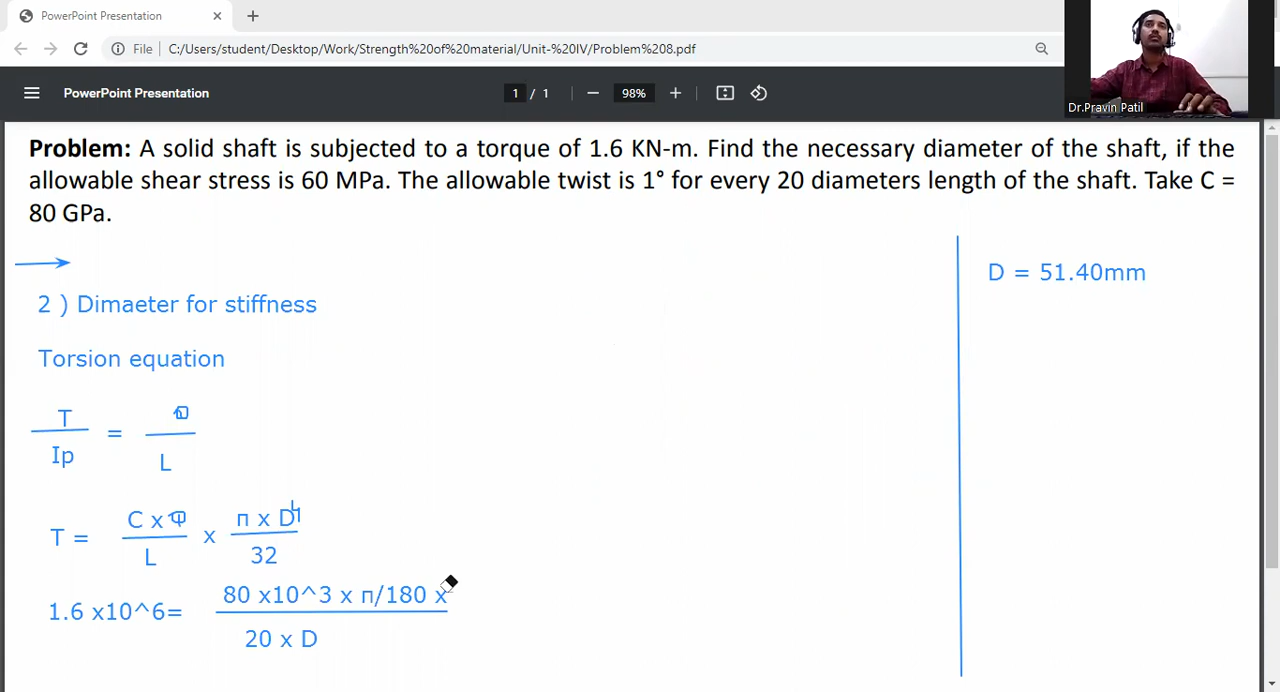 PowerPoint Presentation
File C:/Users/student/Desktop/Work/Strength%20of%20material/Unit-%20IV/Problem%208.pdf
PowerPoint Presentation 1 / 1 98%
Dr.Pravin Patil
Problem: A solid shaft is subjected to a torque of 1.6 KN-m. Find the necessary diameter of the shaft, if the
allowable shear stress is 60 MPa. The allowable twist is 1° for every 20 diameters length of the shaft. Take C =
80 GPa.
2 ) Dimaeter for stiffness
Torsion equation
T
Ip
=
L
T =
C x
L
x
π x D4
32
1.6 x10^6=
80 x10^3 x π/180 x
20 x D
D = 51.40mm